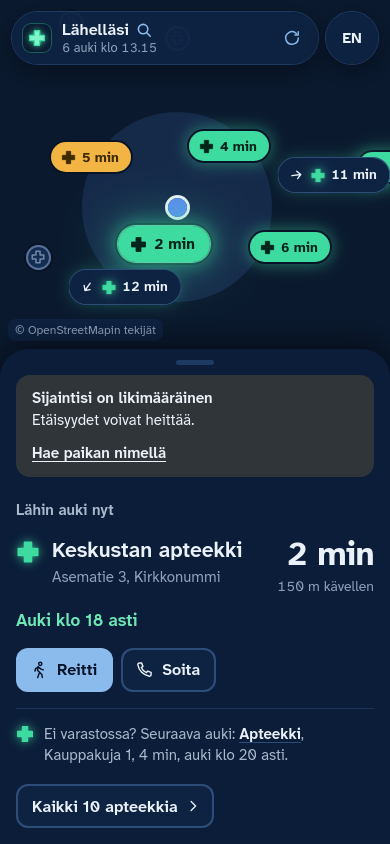 Lähelläsi
6 auki klo 13.15
EN
5 min
4 min
→ 11 min
2 min
6 min
↙ 12 min
© OpenStreetMapin tekijät
Sijaintisi on likimääräinen
Etäisyydet voivat heittää.
Hae paikan nimellä
Lähin auki nyt
Keskustan apteekki
2 min
Asematie 3, Kirkkonummi
150 m kävellen
Auki klo 18 asti
Reitti
Soita
Ei varastossa? Seuraava auki: Apteekki,
Kauppakuja 1, 4 min, auki klo 20 asti.
Kaikki 10 apteekkia